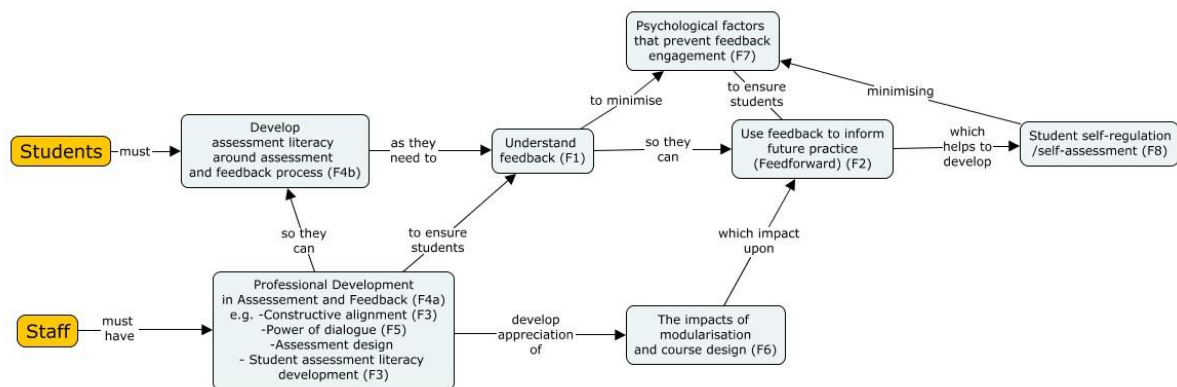 Psychological factors
that prevent feedback
engagement (F7)
to minimise
to ensure
students
minimising
Students
must
Develop
assessment literacy
around assessment
and feedback process (F4b)
as they
need to
Understand
feedback (F1)
so they
can
Use feedback to inform
future practice
(Feedforward) (F2)
which
helps to
develop
Student self-regulation
/self-assessment (F8)
so they
can
to ensure
students
which impact
upon
Staff
must
have
Professional Development
in Assessment and Feedback (F4a)
e.g. -Constructive alignment (F3)
-Power of dialogue (F5)
-Assessment design
- Student assessment literacy
development (F3)
develop
appreciation
of
The impacts of
modularisation
and course design (F6)